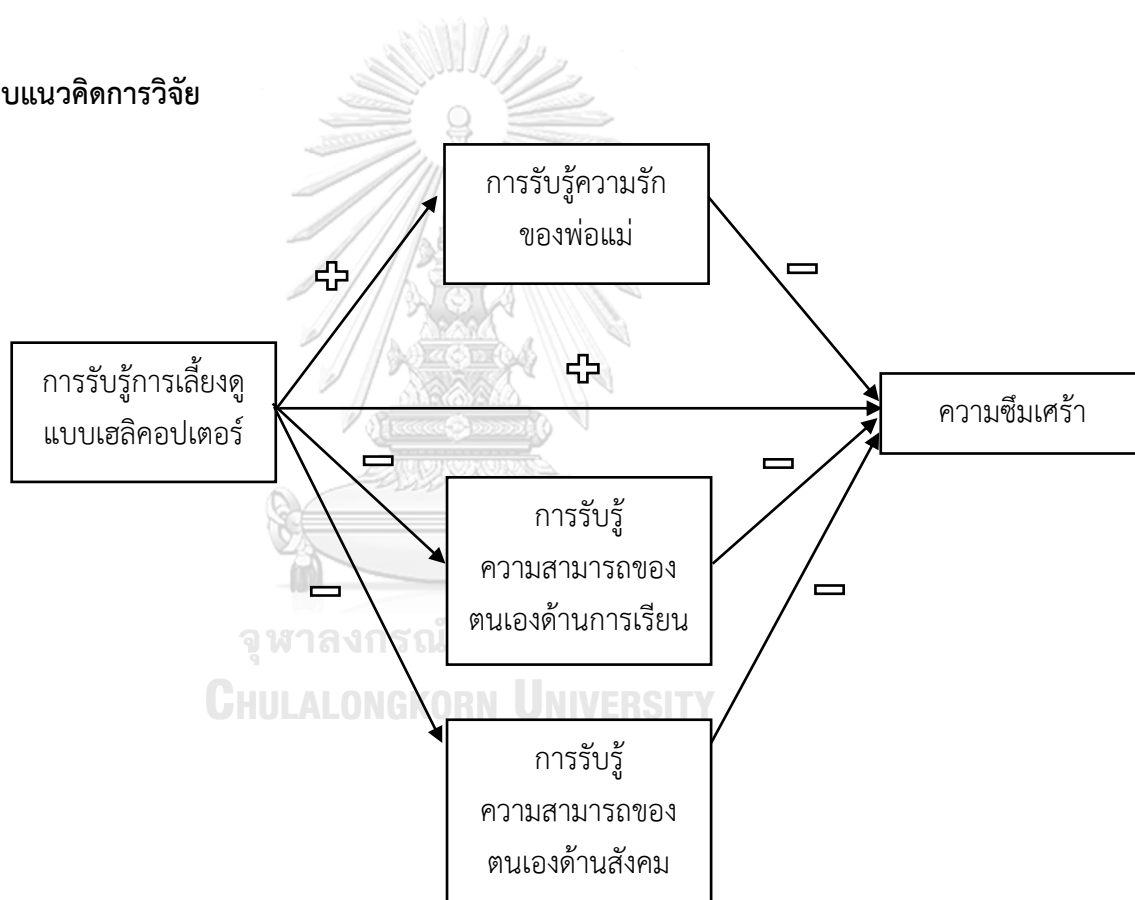 บแนวคิดการวิจัย
การรับรู้ความรัก
ของพ่อแม่
+
−
การรับรู้การเลี้ยงดู
แบบเฮลิคอปเตอร์
+
ความซึมเศร้า
−
−
การรับรู้
ความสามารถของ
ตนเองด้านการเรียน
−
−
จุฬาลงกรณ์
CHULALONGKORN UNIVERSITY
การรับรู้
ความสามารถของ
ตนเองด้านสังคม